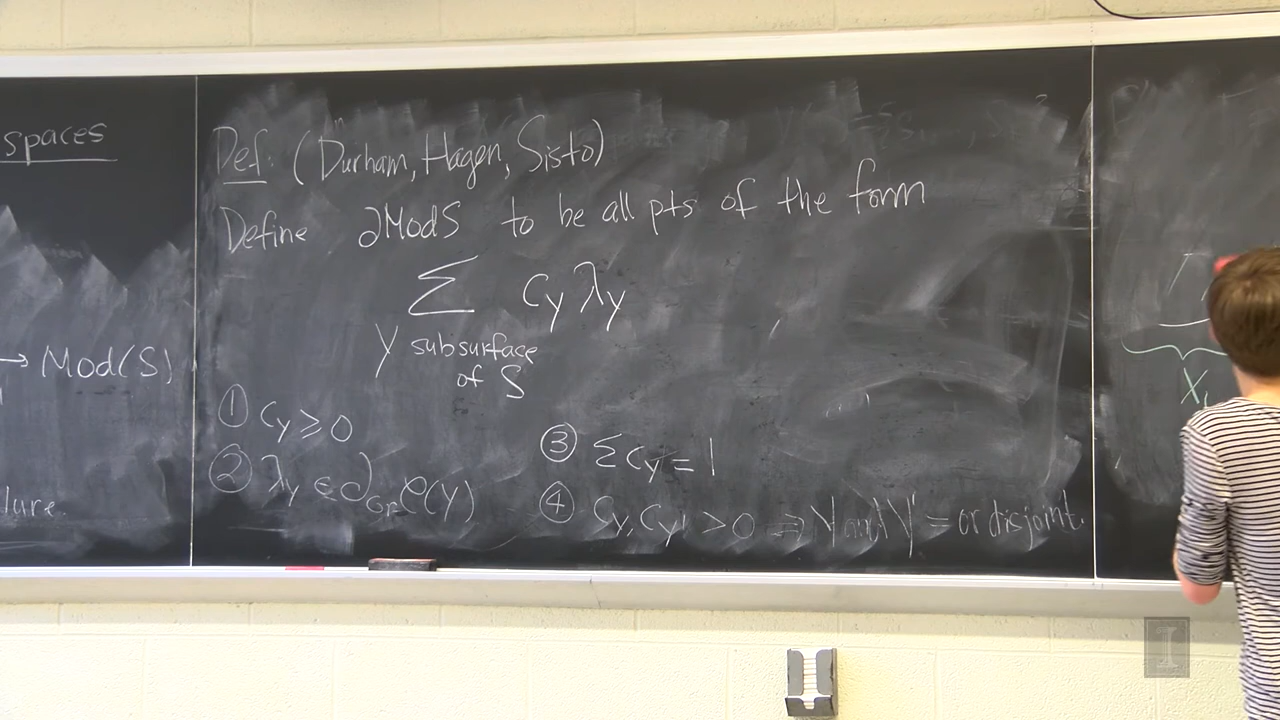 spaces
→ Mod(S)
lure.
Def: (Durham, Hagen, Sisto)
Define ∂ModS to be all pts of the form
Σ c_Y λ_Y
Y subsurface
of S
① c_Y ≥ 0
② λ_Y ∈ ∂_Gr C(Y)
③ Σ c_Y = 1
④ c_Y, c_Y' > 0 ⇒ Y and Y' = or disjoint.
X
I